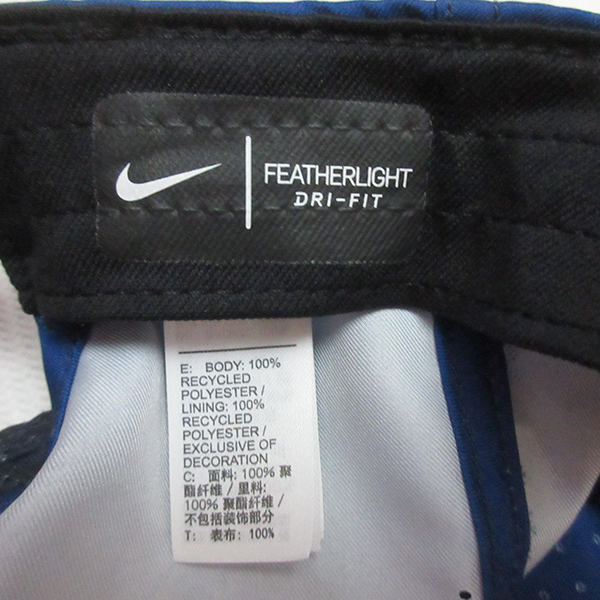 FEATHERLIGHT
DRI-FIT
E: BODY: 100%
RECYCLED
POLYESTER /
LINING: 100%
RECYCLED
POLYESTER /
EXCLUSIVE OF
DECORATION
C: 面料: 100% 聚
酯纤维 / 里料:
100% 聚酯纤维 /
不包括装饰部分
T: 表布: 100%